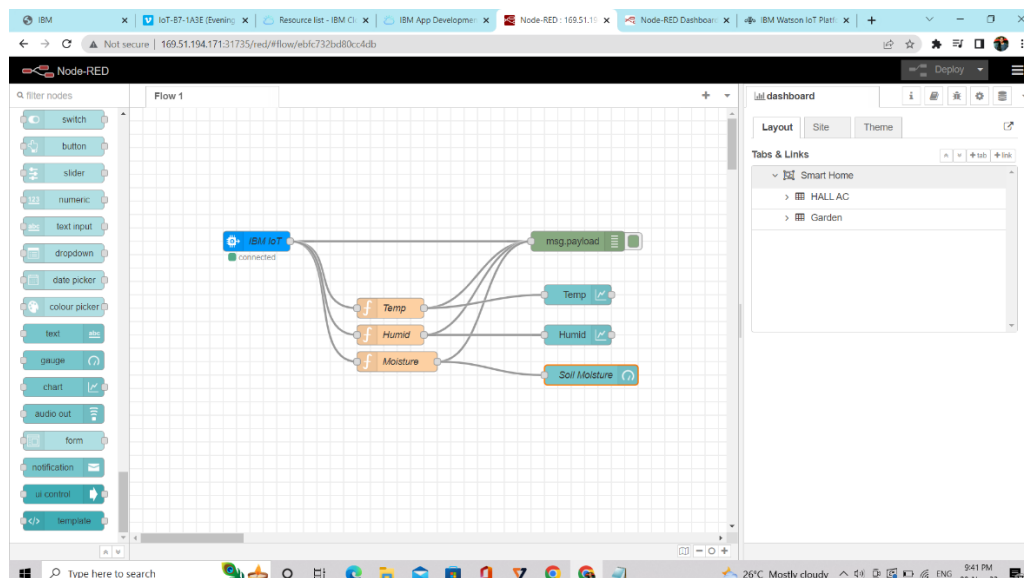 IBM
IoT-B7-1A3E (Evening
Resource list - IBM Cl
IBM App Developmer
Node-RED : 169.51.19
Node-RED Dashboar
IBM Watson IoT Platf
Not secure | 169.51.194.171:31735/red/#flow/ebfc732bd80cc4db
Node-RED
Deploy
filter nodes
Flow 1
dashboard
Layout
Site
Theme
Tabs & Links
tab
link
Smart Home
HALL AC
Garden
switch
button
slider
numeric
text input
dropdown
date picker
colour picker
text
abc
gauge
chart
audio out
form
notification
ui control
template
IBM IoT
connected
Temp
Humid
Moisture
msg.payload
Temp
Humid
Soil Moisture
Type here to search
26°C Mostly cloudy
ENG
9:41 PM